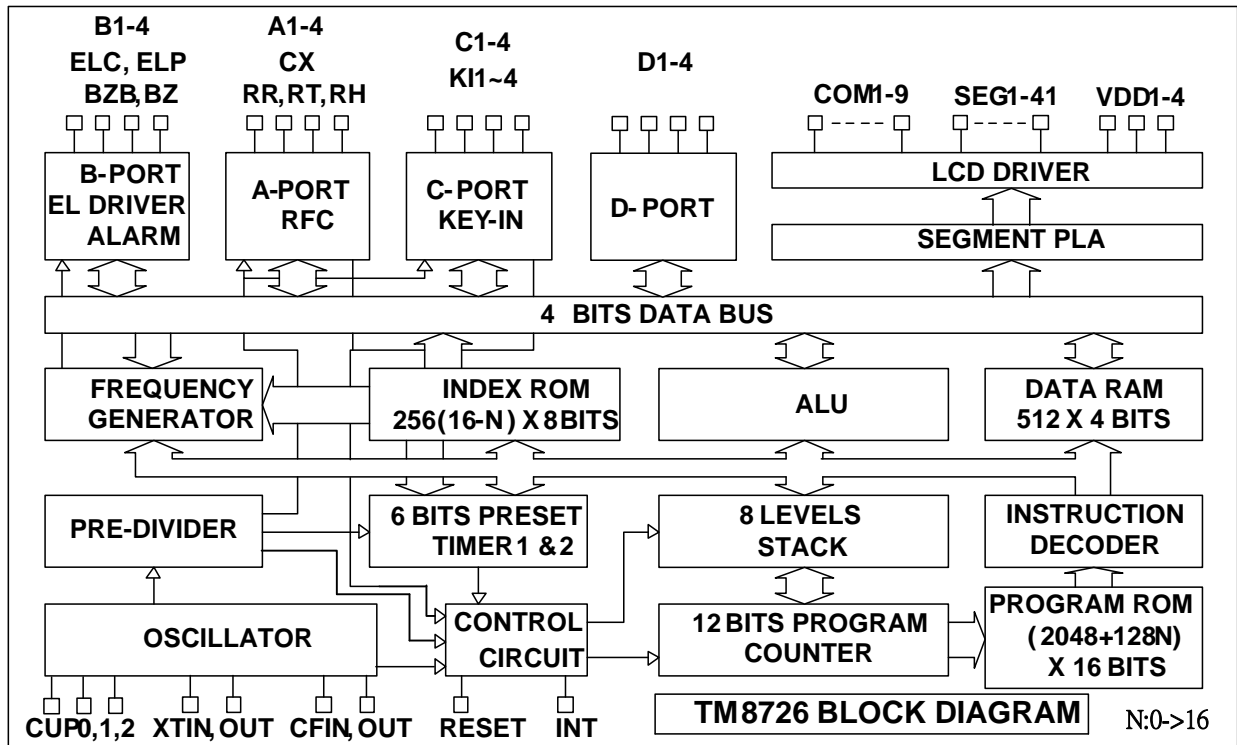 B1-4
ELC, ELP
BZB, BZ
A1-4
CX
RR, RT, RH
C1-4
KI1~4
D1-4
COM1-9
SEG1-41
VDD1-4
B-PORT
EL DRIVER
ALARM
A-PORT
RFC
C-PORT
KEY-IN
D- PORT
LCD DRIVER
SEGMENT PLA
4 BITS DATA BUS
FREQUENCY
GENERATOR
INDEX ROM
256(16-N) X 8BITS
ALU
DATA RAM
512 X 4 BITS
PRE-DIVIDER
6 BITS PRESET
TIMER 1 & 2
8 LEVELS
STACK
INSTRUCTION
DECODER
OSCILLATOR
CONTROL
CIRCUIT
12 BITS PROGRAM
COUNTER
PROGRAM ROM
(2048+128N)
X 16 BITS
CUP0,1,2
XTIN, OUT
CFIN, OUT
RESET
INT
TM8726 BLOCK DIAGRAM
N:0->16